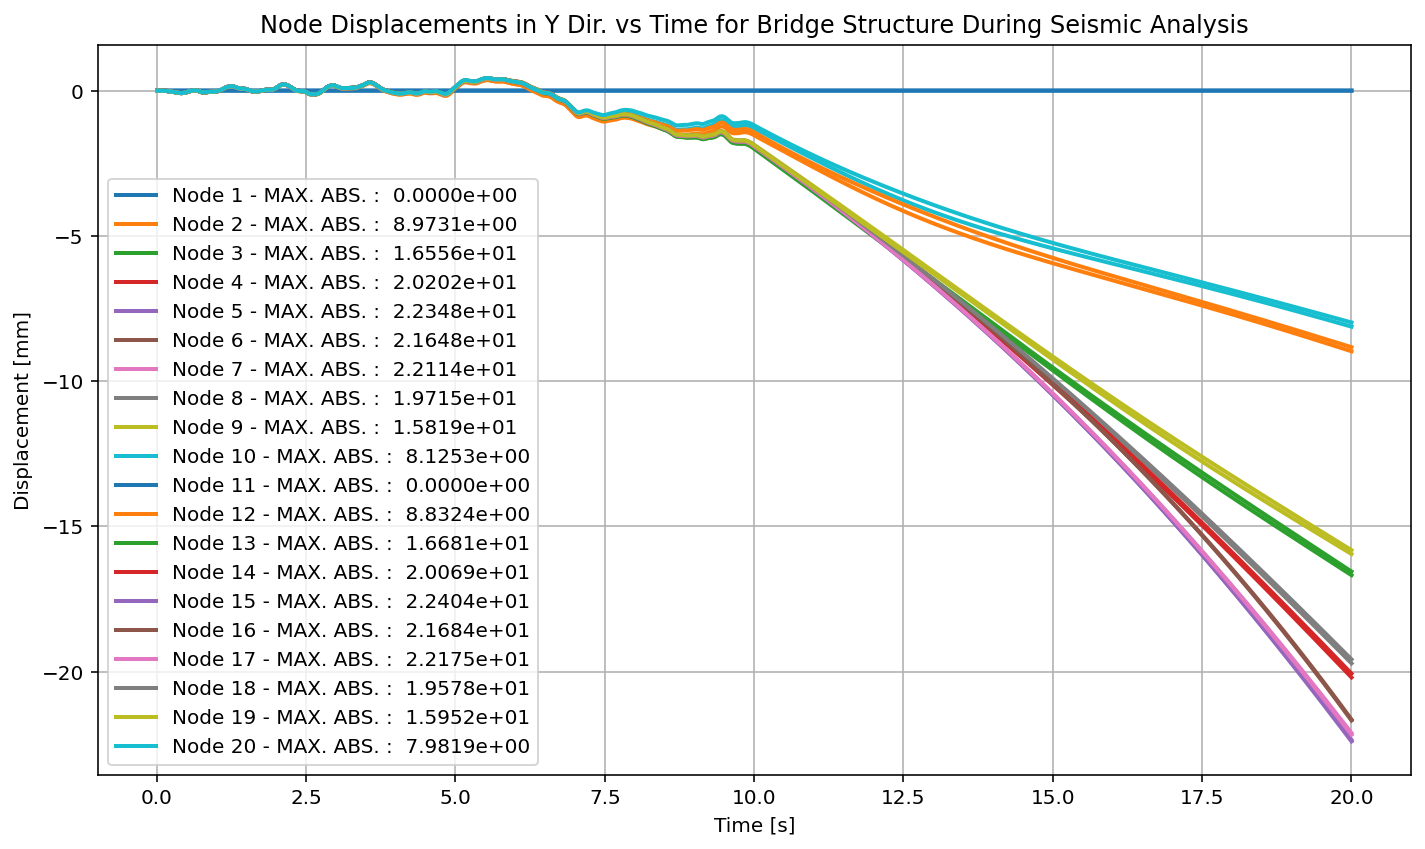 Node Displacements in Y Dir. vs Time for Bridge Structure During Seismic Analysis
0
−5
−10
−15
−20
Displacement [mm]
Node 1 - MAX. ABS. :  0.0000e+00
Node 2 - MAX. ABS. :  8.9731e+00
Node 3 - MAX. ABS. :  1.6556e+01
Node 4 - MAX. ABS. :  2.0202e+01
Node 5 - MAX. ABS. :  2.2348e+01
Node 6 - MAX. ABS. :  2.1648e+01
Node 7 - MAX. ABS. :  2.2114e+01
Node 8 - MAX. ABS. :  1.9715e+01
Node 9 - MAX. ABS. :  1.5819e+01
Node 10 - MAX. ABS. :  8.1253e+00
Node 11 - MAX. ABS. :  0.0000e+00
Node 12 - MAX. ABS. :  8.8324e+00
Node 13 - MAX. ABS. :  1.6681e+01
Node 14 - MAX. ABS. :  2.0069e+01
Node 15 - MAX. ABS. :  2.2404e+01
Node 16 - MAX. ABS. :  2.1684e+01
Node 17 - MAX. ABS. :  2.2175e+01
Node 18 - MAX. ABS. :  1.9578e+01
Node 19 - MAX. ABS. :  1.5952e+01
Node 20 - MAX. ABS. :  7.9819e+00
0.0 2.5 5.0 7.5 10.0 12.5 15.0 17.5 20.0
Time [s]